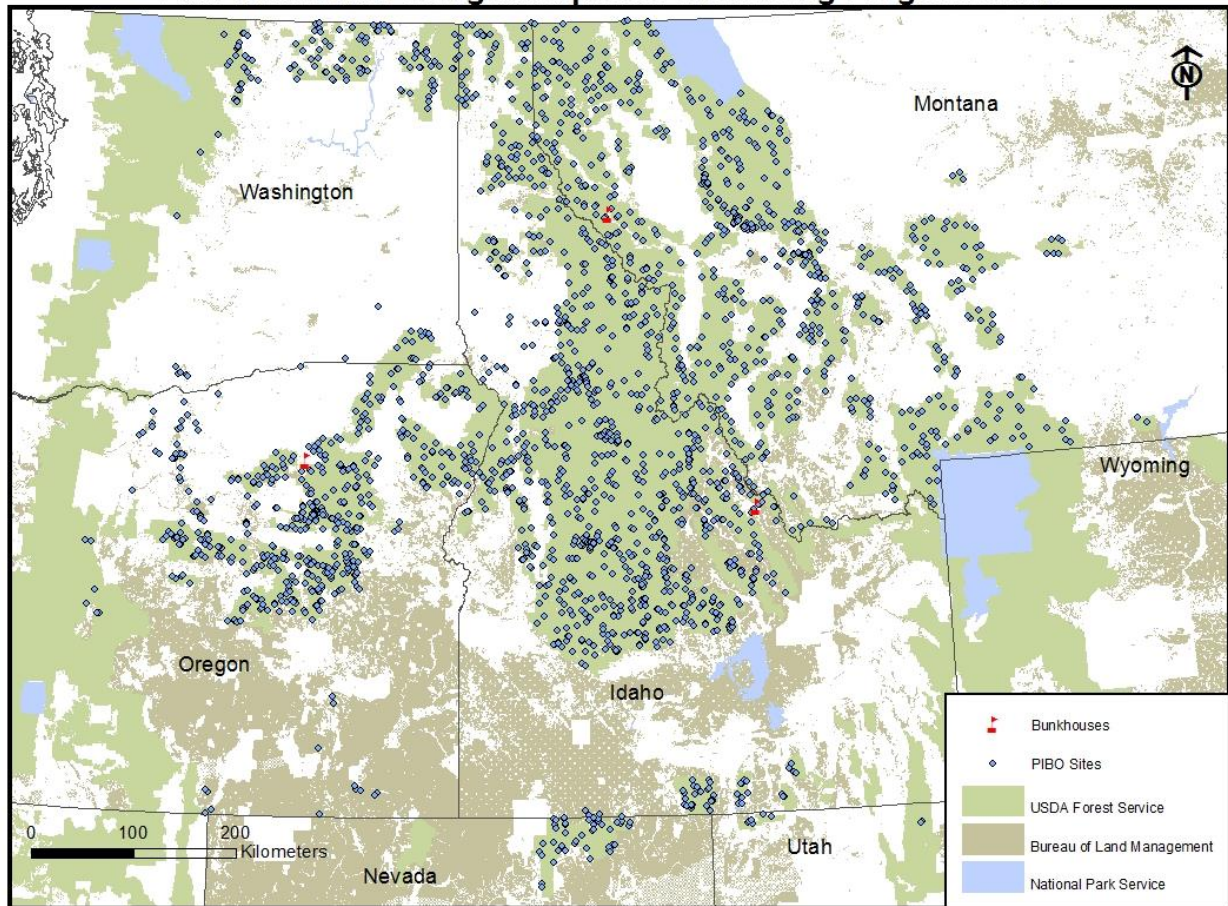 N
Montana
Washington
Wyoming
Oregon
Idaho
Utah
Nevada
0 100 200
Kilometers
Bunkhouses
PIBO Sites
USDA Forest Service
Bureau of Land Management
National Park Service